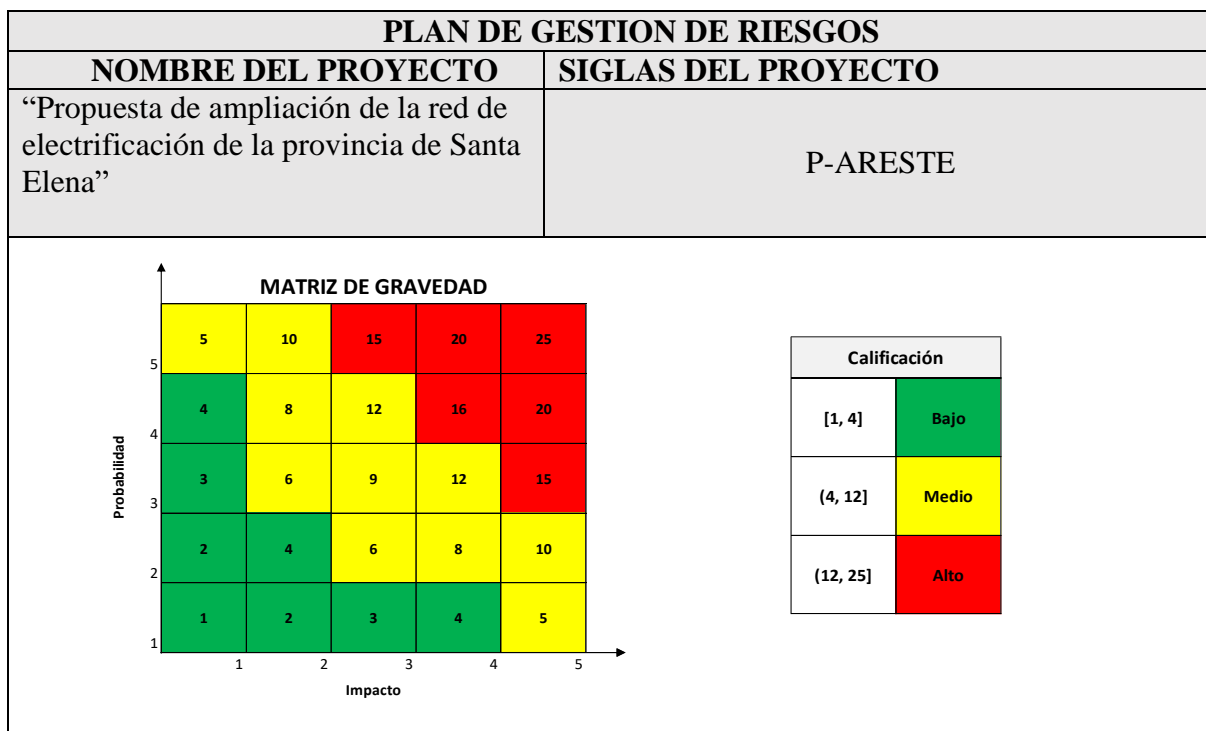 PLAN DE GESTION DE RIESGOS
NOMBRE DEL PROYECTO
SIGLAS DEL PROYECTO
“Propuesta de ampliación de la red de
electrificación de la provincia de Santa
Elena”
P-ARESTE
MATRIZ DE GRAVEDAD
5 10 15 20 25
5
4 8 12 16 20
4
3 6 9 12 15
3
2 4 6 8 10
2
1 2 3 4 5
1
1 2 3 4 5
Probabilidad
Impacto
Calificación
[1, 4] Bajo
(4, 12] Medio
(12, 25] Alto